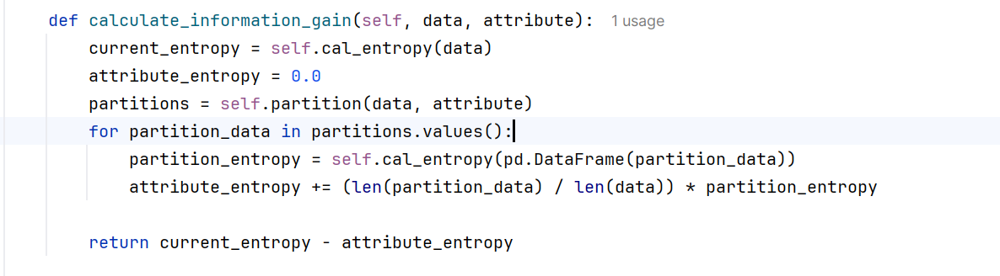 def calculate_information_gain(self, data, attribute): 1 usage
    current_entropy = self.cal_entropy(data)
    attribute_entropy = 0.0
    partitions = self.partition(data, attribute)
    for partition_data in partitions.values():
        partition_entropy = self.cal_entropy(pd.DataFrame(partition_data))
        attribute_entropy += (len(partition_data) / len(data)) * partition_entropy
    return current_entropy - attribute_entropy